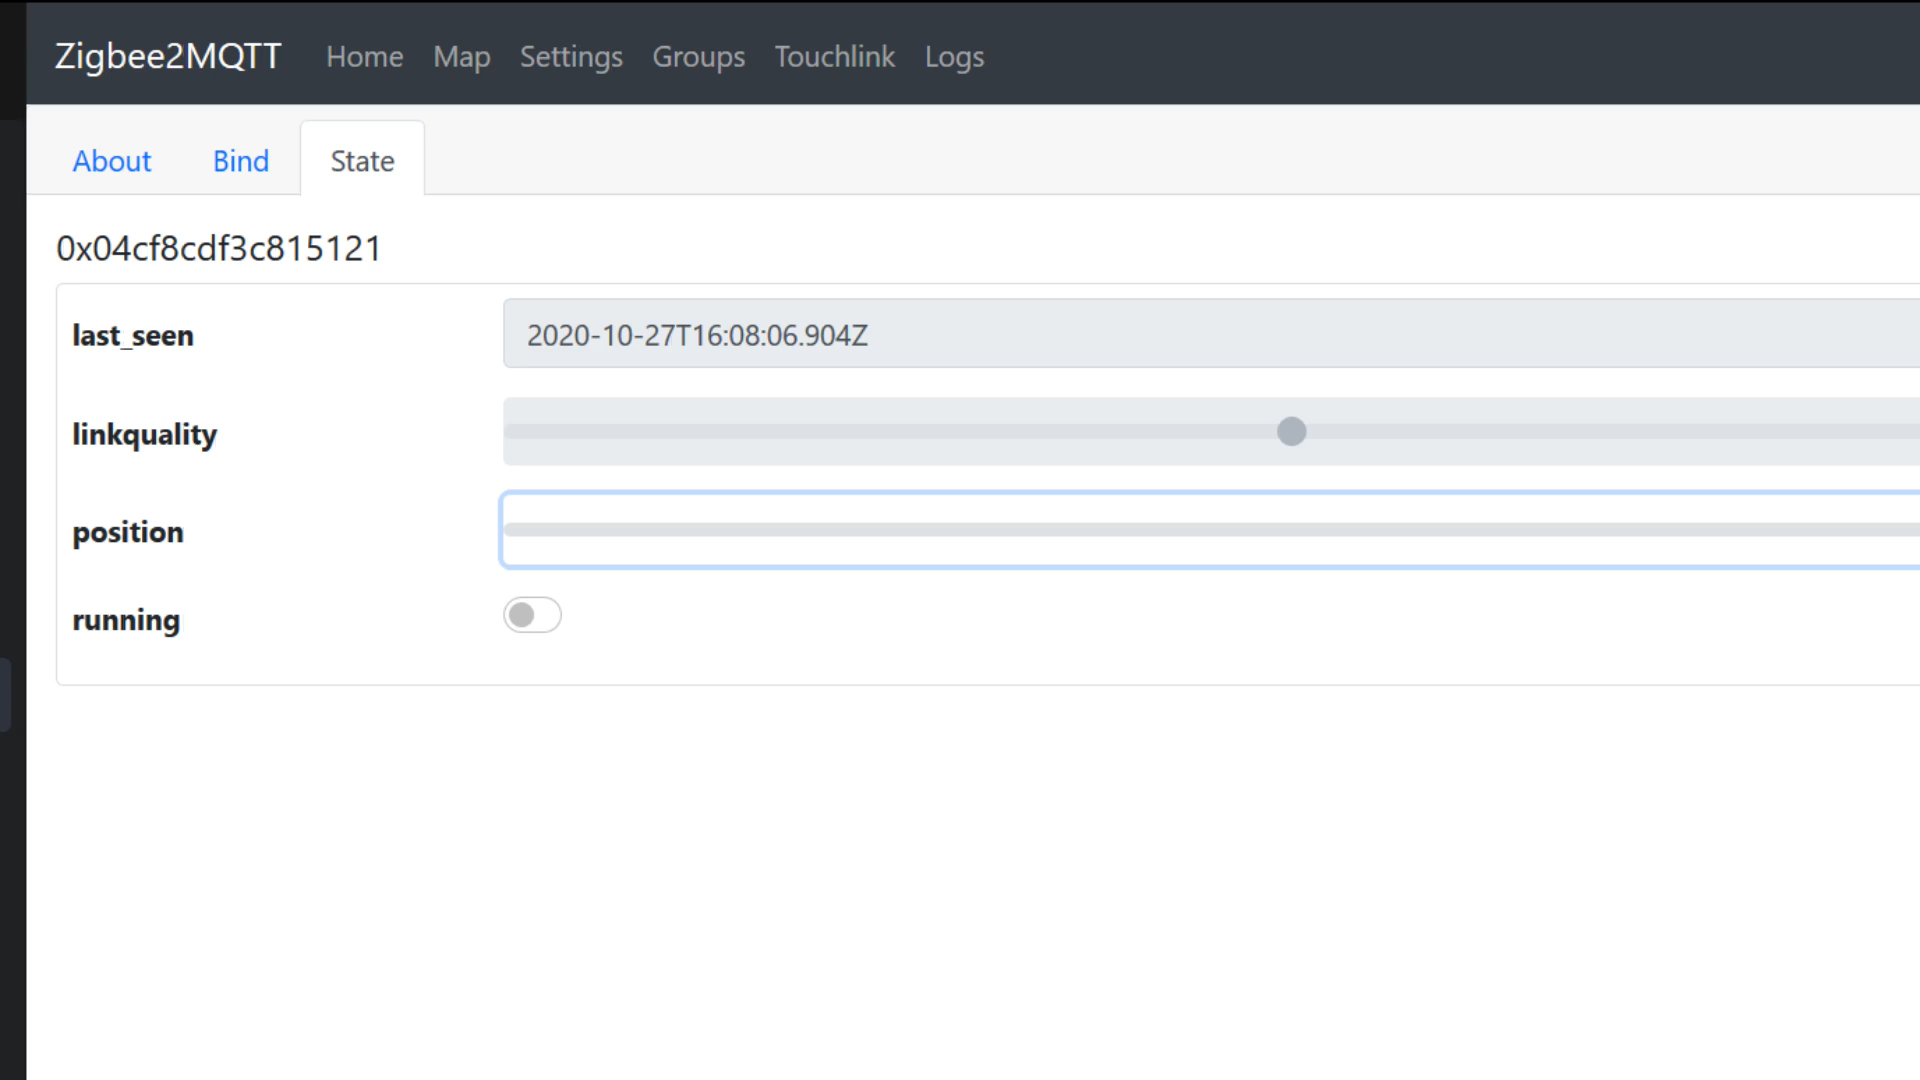 Zigbee2MQTT Home Map Settings Groups Touchlink Logs
About Bind State
0x04cf8cdf3c815121
last_seen 2020-10-27T16:08:06.904Z
linkquality
position
running